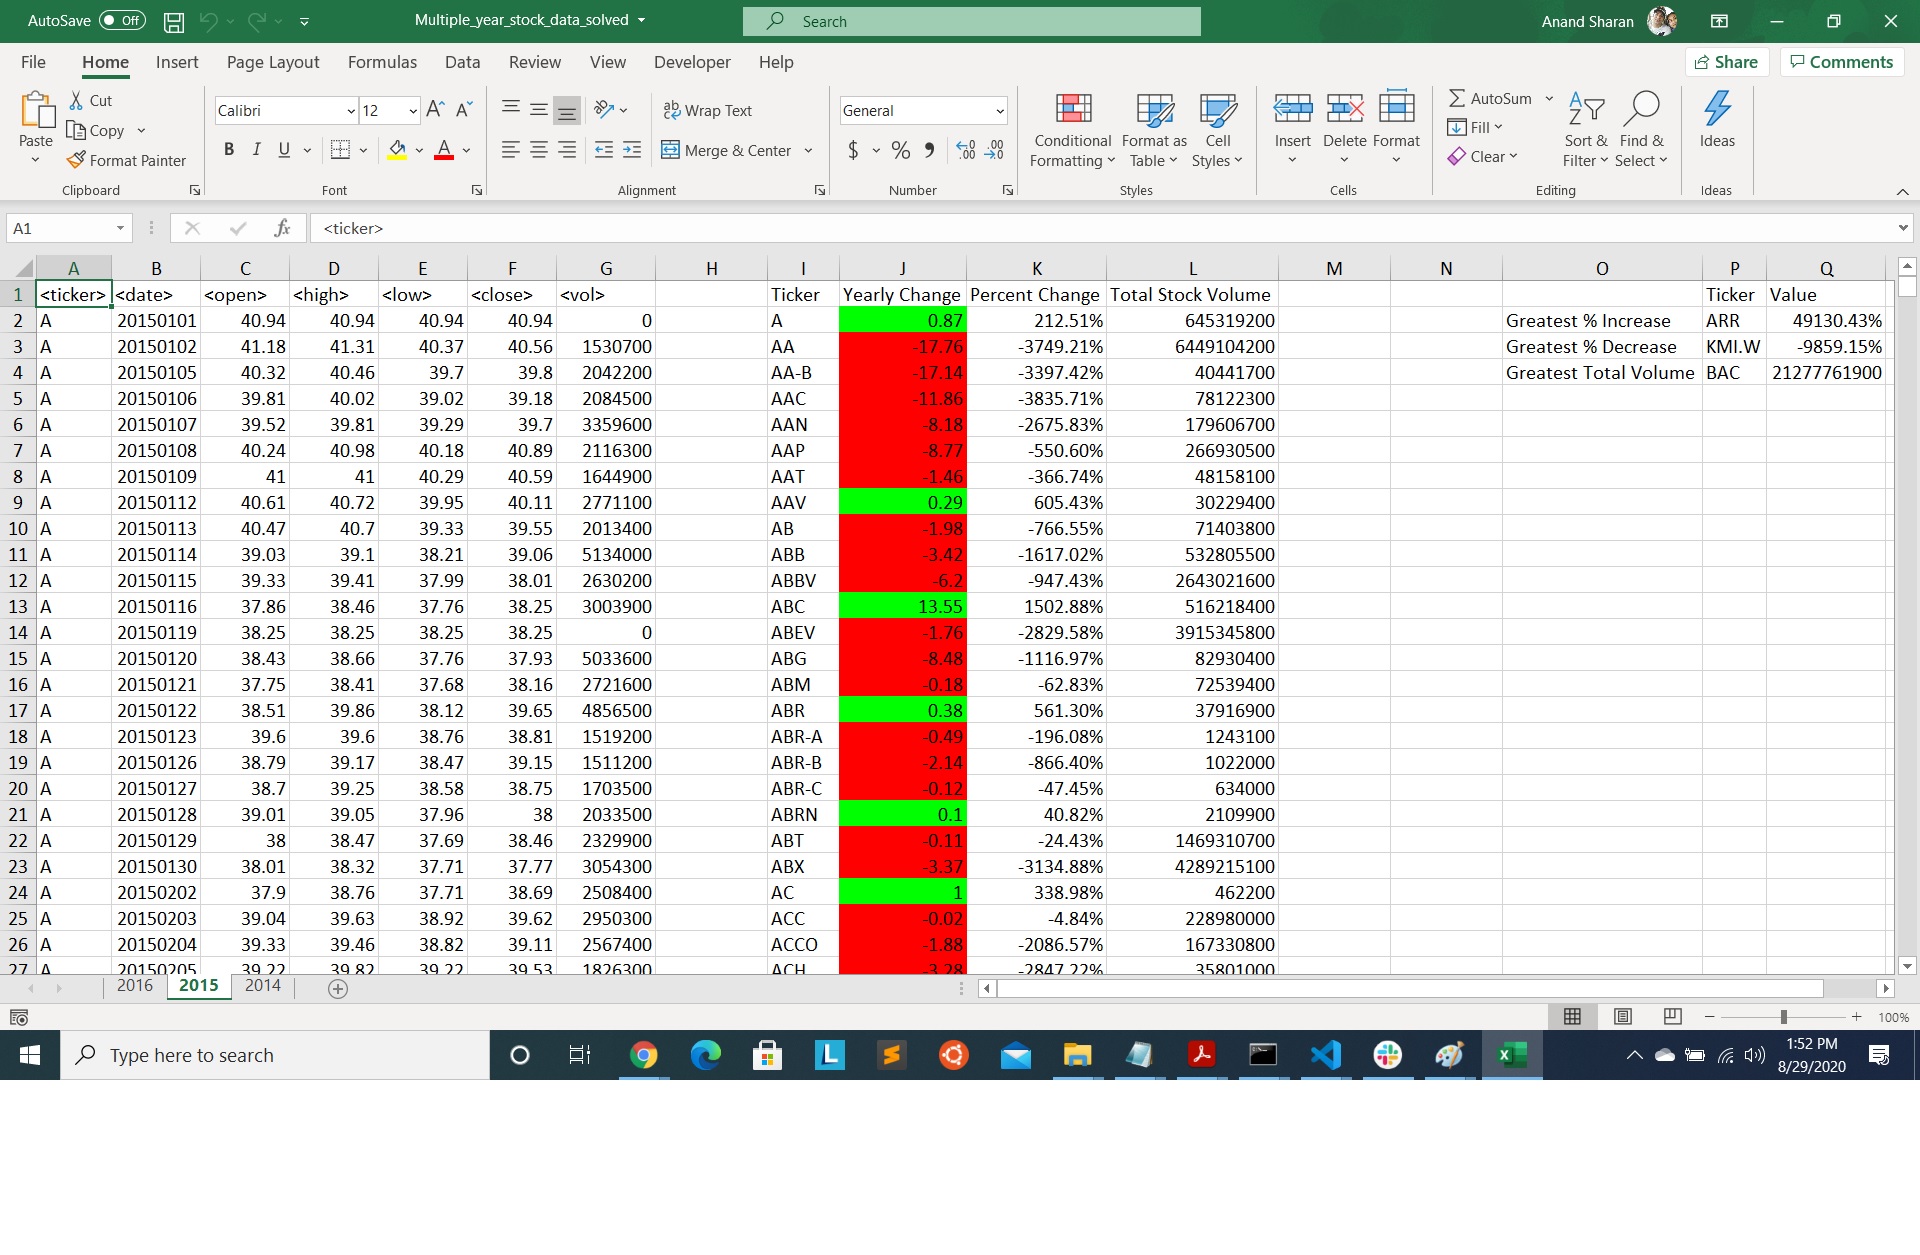 AutoSave Off Multiple_year_stock_data_solved Search Anand Sharan
File Home Insert Page Layout Formulas Data Review View Developer Help Share Comments
Cut Calibri 12 Wrap Text General AutoSum
Paste Copy Conditional Formatting Format as Table Cell Styles Insert Delete Format Fill Sort & Filter Find & Select Ideas
Format Painter B I U A Merge & Center $ % Clear
Clipboard Font Alignment Number Styles Cells Editing Ideas
A1 fx <ticker>
A B C D E F G H I J K L M N O P Q
1 <ticker> <date> <open> <high> <low> <close> <vol> Ticker Yearly Change Percent Change Total Stock Volume Ticker Value
2 A 20150101 40.94 40.94 40.94 40.94 0 A 0.87 212.51% 645319200 Greatest % Increase ARR 49130.43%
3 A 20150102 41.18 41.31 40.37 40.56 1530700 AA -17.76 -3749.21% 6449104200 Greatest % Decrease KMI.W -9859.15%
4 A 20150105 40.32 40.46 39.7 39.8 2042200 AA-B -17.14 -3397.42% 40441700 Greatest Total Volume BAC 21277761900
5 A 20150106 39.81 40.02 39.02 39.18 2084500 AAC -11.86 -3835.71% 78122300
6 A 20150107 39.52 39.81 39.29 39.7 3359600 AAN -8.18 -2675.83% 179606700
7 A 20150108 40.24 40.98 40.18 40.89 2116300 AAP -8.77 -550.60% 266930500
8 A 20150109 41 41 40.29 40.59 1644900 AAT -1.46 -366.74% 48158100
9 A 20150112 40.61 40.72 39.95 40.11 2771100 AAV 0.29 605.43% 30229400
10 A 20150113 40.47 40.7 39.33 39.55 2013400 AB -1.98 -766.55% 71403800
11 A 20150114 39.03 39.1 38.21 39.06 5134000 ABB -3.42 -1617.02% 532805500
12 A 20150115 39.33 39.41 37.99 38.01 2630200 ABBV -6.2 -947.43% 2643021600
13 A 20150116 37.86 38.46 37.76 38.25 3003900 ABC 13.55 1502.88% 516218400
14 A 20150119 38.25 38.25 38.25 38.25 0 ABEV -1.76 -2829.58% 3915345800
15 A 20150120 38.43 38.66 37.76 37.93 5033600 ABG -8.48 -1116.97% 82930400
16 A 20150121 37.75 38.41 37.68 38.16 2721600 ABM -0.18 -62.83% 72539400
17 A 20150122 38.51 39.86 38.12 39.65 4856500 ABR 0.38 561.30% 37916900
18 A 20150123 39.6 39.6 38.76 38.81 1519200 ABR-A -0.49 -196.08% 1243100
19 A 20150126 38.79 39.17 38.47 39.15 1511200 ABR-B -2.14 -866.40% 1022000
20 A 20150127 38.7 39.25 38.58 38.75 1703500 ABR-C -0.12 -47.45% 634000
21 A 20150128 39.01 39.05 37.96 38 2033500 ABRN 0.1 40.82% 2109900
22 A 20150129 38 38.47 37.69 38.46 2329900 ABT -0.11 -24.43% 1469310700
23 A 20150130 38.01 38.32 37.71 37.77 3054300 ABX -3.37 -3134.88% 4289215100
24 A 20150202 37.9 38.76 37.71 38.69 2508400 AC 1 338.98% 462200
25 A 20150203 39.04 39.63 38.92 39.62 2950300 ACC -0.02 -4.84% 228980000
26 A 20150204 39.33 39.46 38.82 39.11 2567400 ACCO -1.88 -2086.57% 167330800
27 A 20150205 39.22 39.82 39.22 39.53 1826300 ACH -3.28 -2847.22% 35801000
2016 2015 2014
100%
Type here to search 1:52 PM
8/29/2020